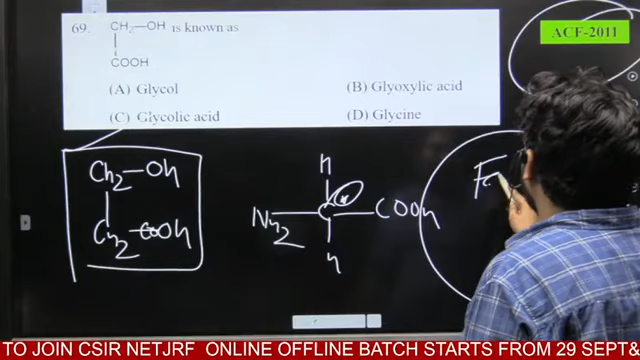 69. CH2—OH is known as
ACF-2011
COOH
(A) Glycol
(B) Glyoxylic acid
(C) Glycolic acid
(D) Glycine
CH2—OH
CH2—OH
H
NH2 C COOH
H
TO JOIN CSIR NETJRF ONLINE OFFLINE BATCH STARTS FROM 29 SEPT&